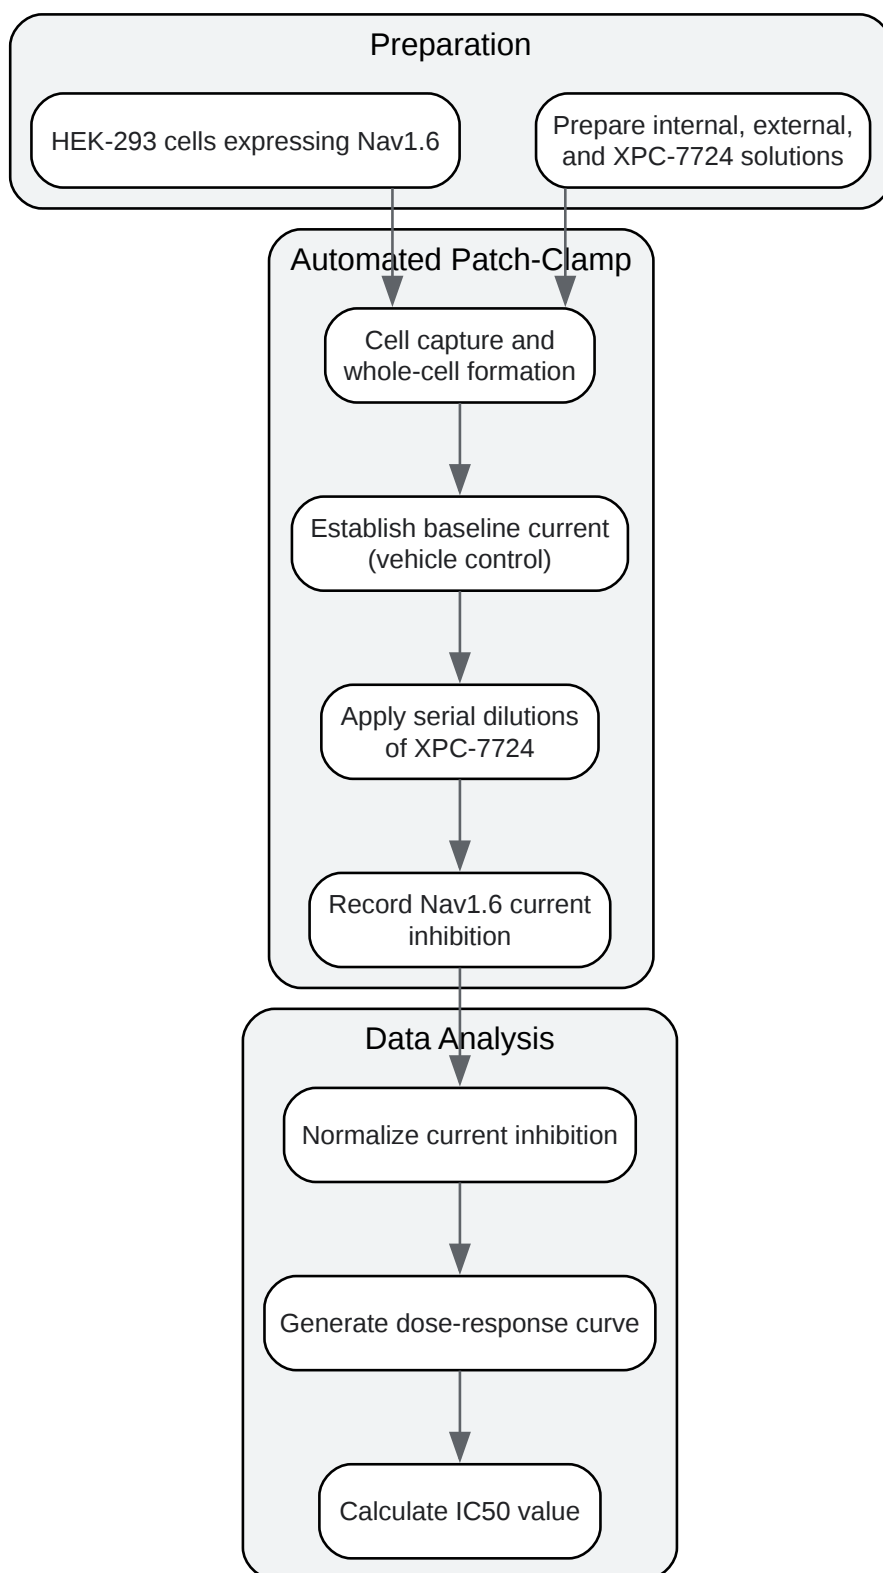 Preparation
HEK-293 cells expressing Nav1.6
Prepare internal, external,
and XPC-7724 solutions
Automated Patch-Clamp
Cell capture and
whole-cell formation
Establish baseline current
(vehicle control)
Apply serial dilutions
of XPC-7724
Record Nav1.6 current
inhibition
Data Analysis
Normalize current inhibition
Generate dose-response curve
Calculate IC50 value